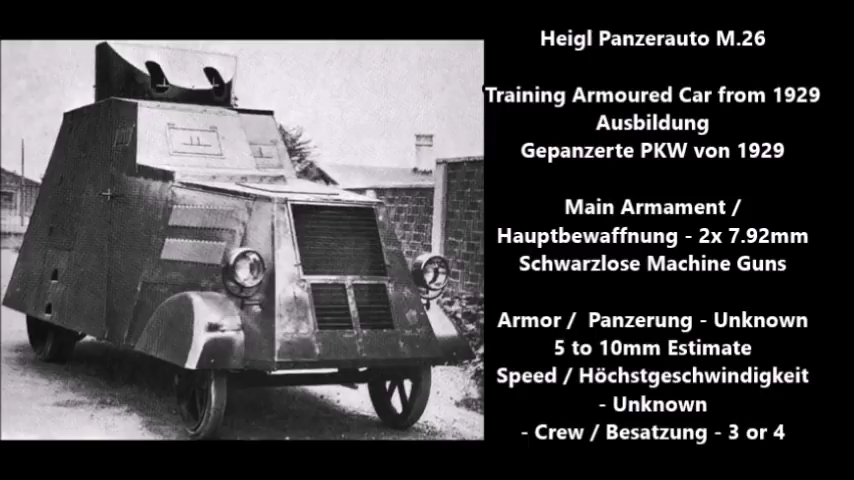 Heigl Panzerauto M.26
Training Armoured Car from 1929
Ausbildung
Gepanzerte PKW von 1929
Main Armament /
Hauptbewaffnung - 2x 7.92mm
Schwarzlose Machine Guns
Armor /  Panzerung - Unknown
5 to 10mm Estimate
Speed / Höchstgeschwindigkeit
- Unknown
- Crew / Besatzung - 3 or 4